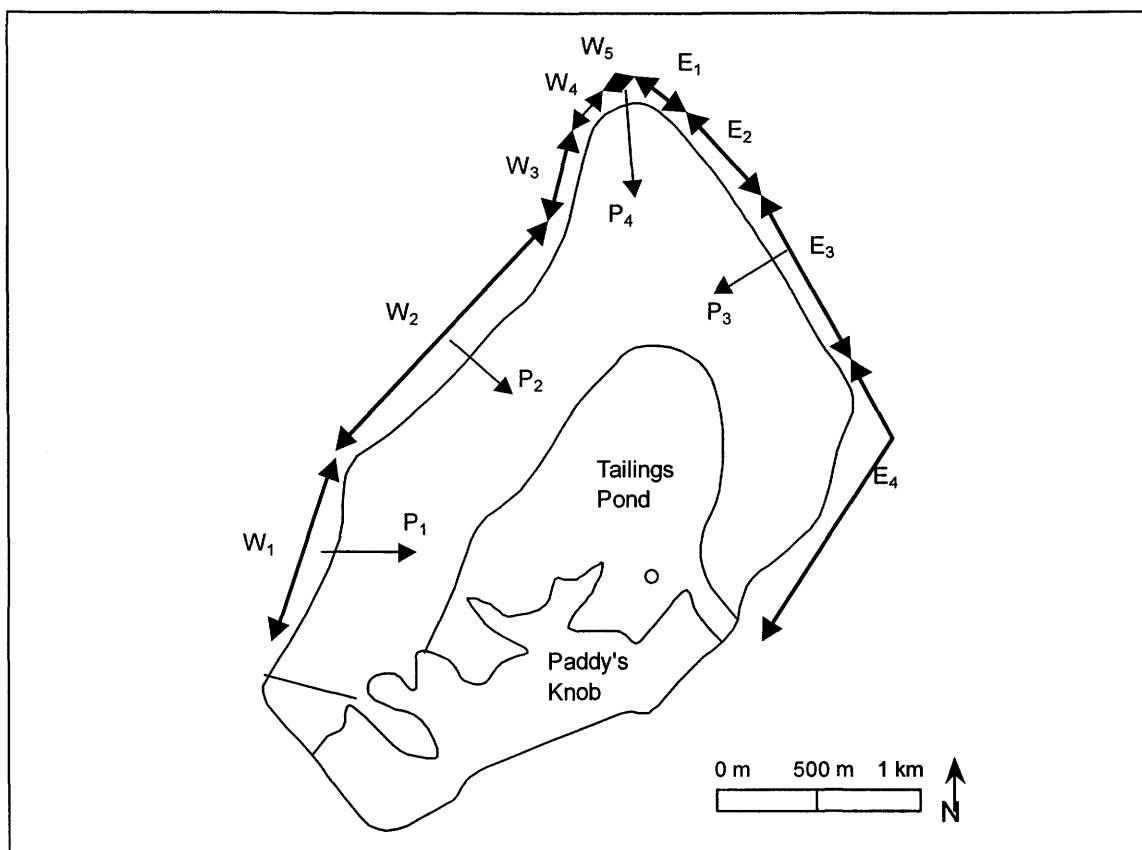 W₅
E₁
W₄
E₂
W₃
P₄
E₃
P₃
W₂
P₂
Tailings
Pond
E₄
P₁
W₁
Paddy's
Knob
0 m 500 m 1 km
N